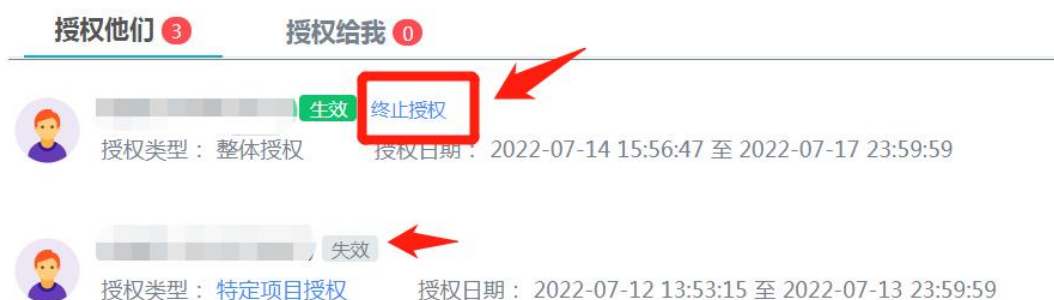 授权他们 3 授权给我 0
生效 终止授权
授权类型： 整体授权 授权日期： 2022-07-14 15:56:47 至 2022-07-17 23:59:59
失效
授权类型： 特定项目授权 授权日期： 2022-07-12 13:53:15 至 2022-07-13 23:59:59